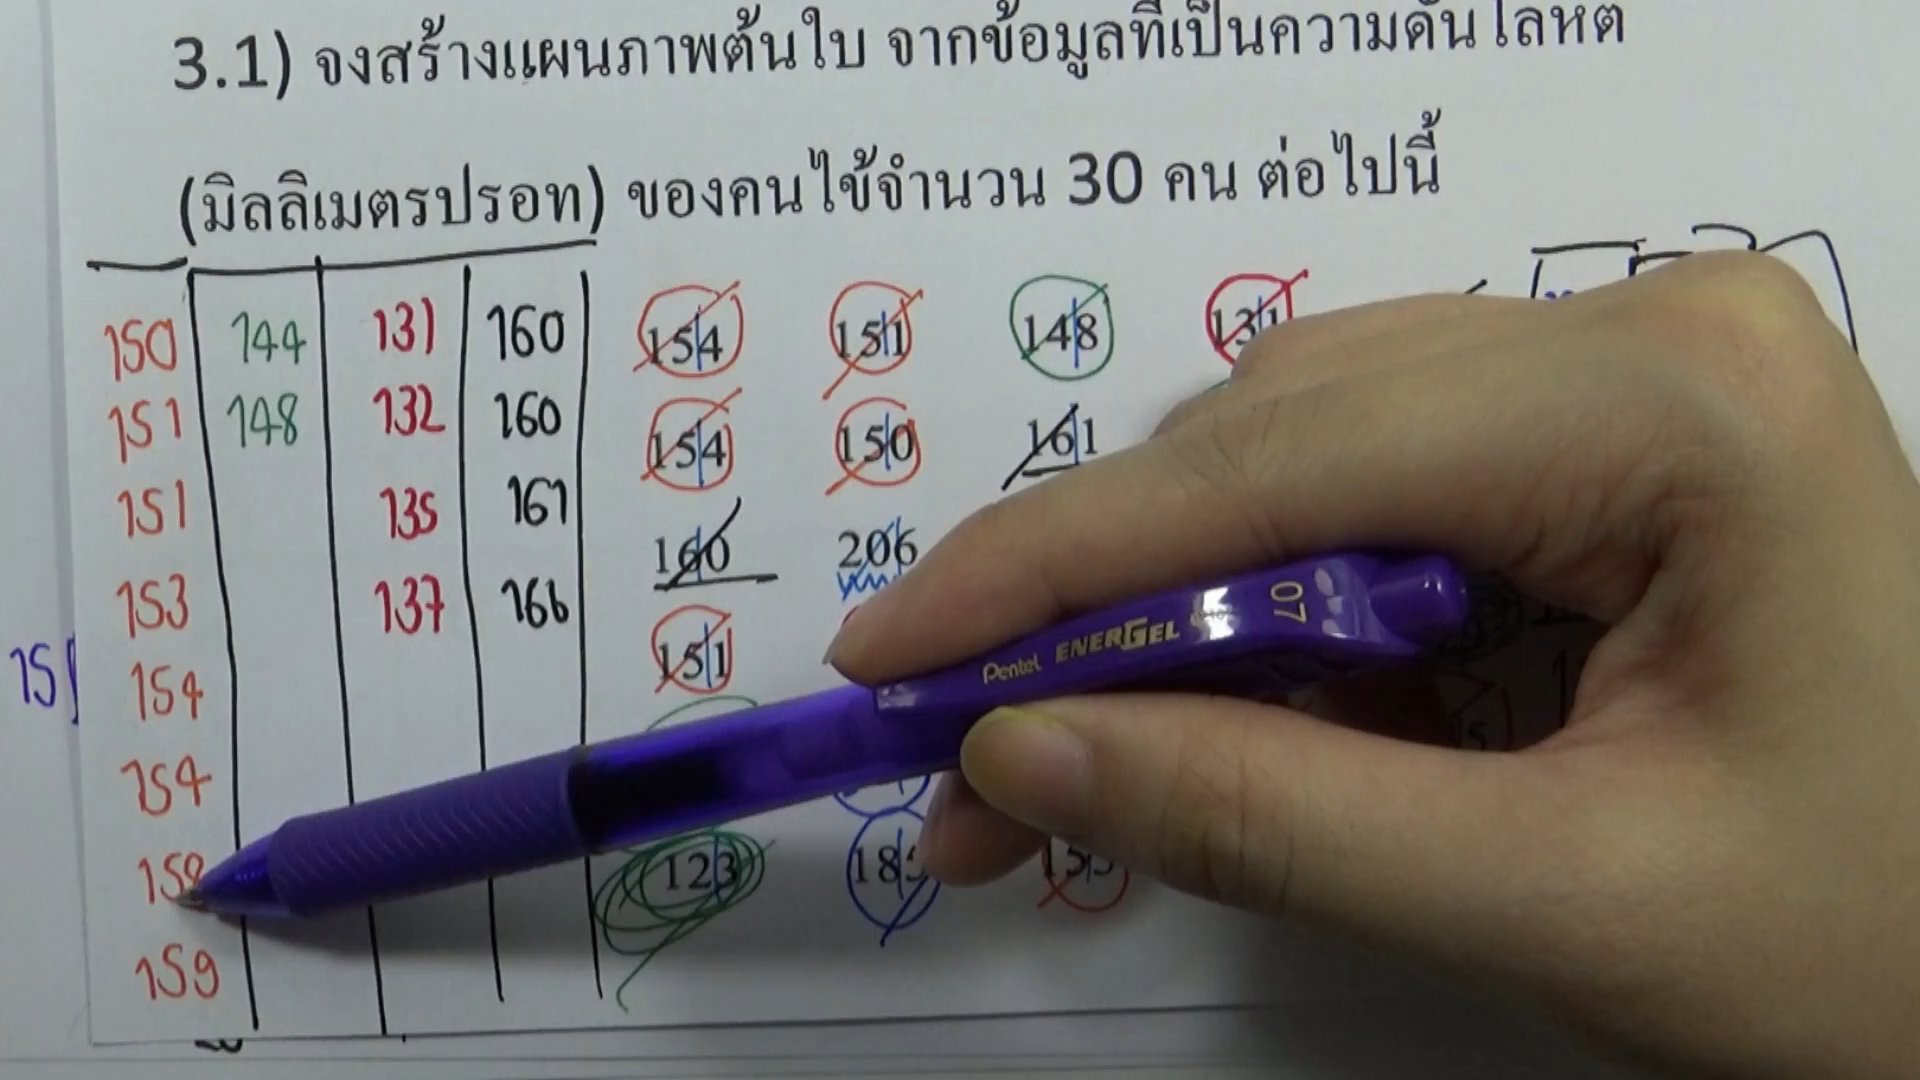 3.1) จงสร้างแผนภาพต้นใบ จากข้อมูลที่เป็นความดันโลหิต
(มิลลิเมตรปรอท) ของคนไข้จำนวน 30 คน ต่อไปนี้
150 144 131 160 154 151 148 131
151 148 132 160 154 150 161
151 135 161 160 206
153 137 166 151
15
154
154
158 123 185
159
Pentel ENERGEL 07